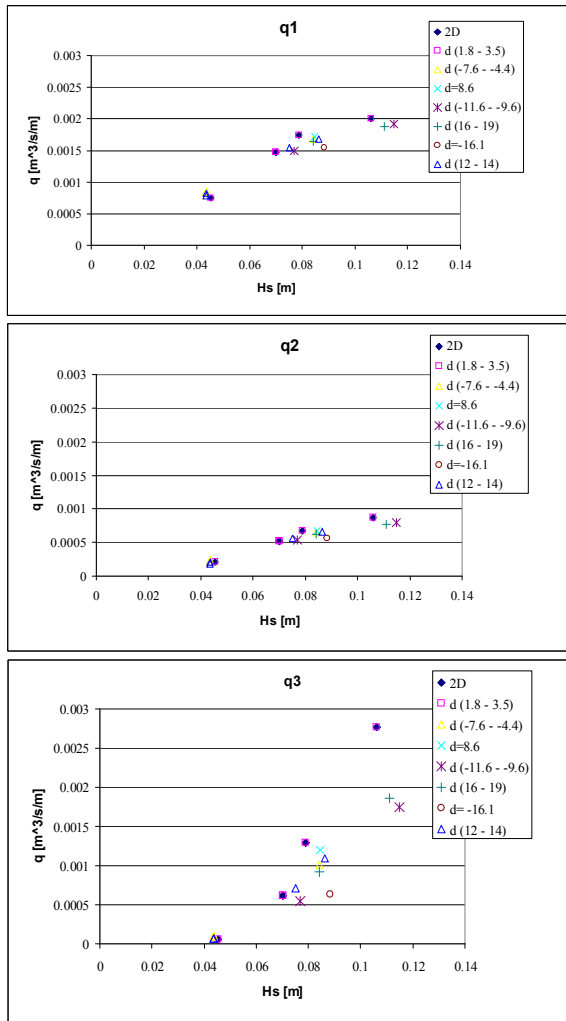 q1
0.003
0.0025
0.002
0.0015
0.001
0.0005
0
q [m^3/s/m]
0 0.02 0.04 0.06 0.08 0.1 0.12 0.14
Hs [m]
2D
d (1.8 - 3.5)
d (-7.6 - -4.4)
d=8.6
d (-11.6 - -9.6)
d (16 - 19)
d=-16.1
d (12 - 14)
q2
0.003
0.0025
0.002
0.0015
0.001
0.0005
0
q [m^3/s/m]
0 0.02 0.04 0.06 0.08 0.1 0.12 0.14
Hs [m]
2D
d (1.8 - 3.5)
d (-7.6 - -4.4)
d=8.6
d (-11.6 - -9.6)
d (16 - 19)
d=-16.1
d (12 - 14)
q3
0.003
0.0025
0.002
0.0015
0.001
0.0005
0
q [m^3/s/m]
0 0.02 0.04 0.06 0.08 0.1 0.12 0.14
Hs [m]
2D
d (1.8 - 3.5)
d (-7.6 - -4.4)
d=8.6
d (-11.6 - -9.6)
d (16 - 19)
d= -16.1
d (12 - 14)